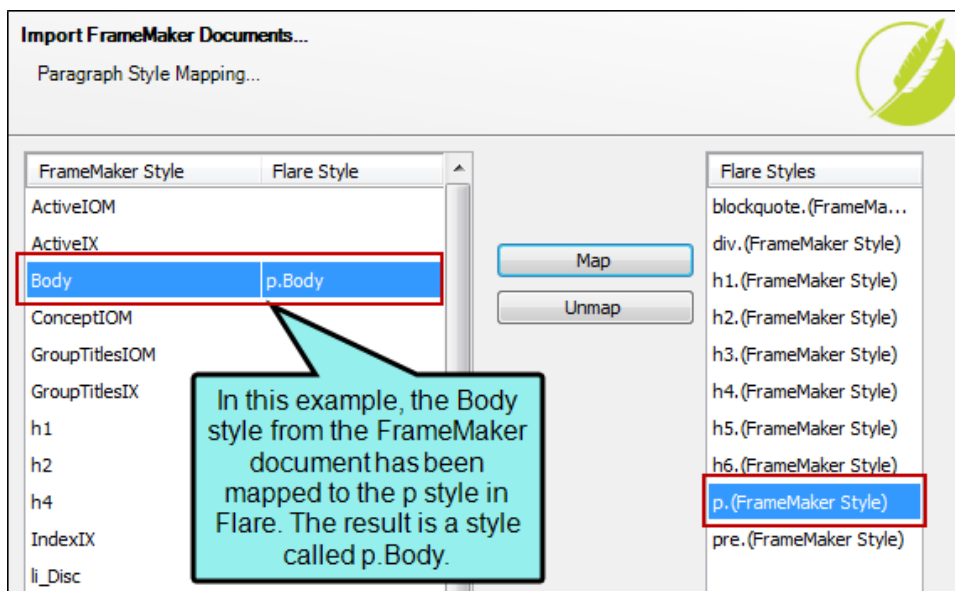 Import FrameMaker Documents...
Paragraph Style Mapping...
FrameMaker Style Flare Style
ActiveIOM
ActiveIX
Body p.Body
ConceptIOM
GroupTitlesIOM
GroupTitlesIX
h1
h2
h4
IndexIX
li_Disc
In this example, the Body
style from the FrameMaker
document has been
mapped to the p style in
Flare. The result is a style
called p.Body.
Map
Unmap
Flare Styles
blockquote.(FrameMa...
div.(FrameMaker Style)
h1.(FrameMaker Style)
h2.(FrameMaker Style)
h3.(FrameMaker Style)
h4.(FrameMaker Style)
h5.(FrameMaker Style)
h6.(FrameMaker Style)
p.(FrameMaker Style)
pre.(FrameMaker Style)